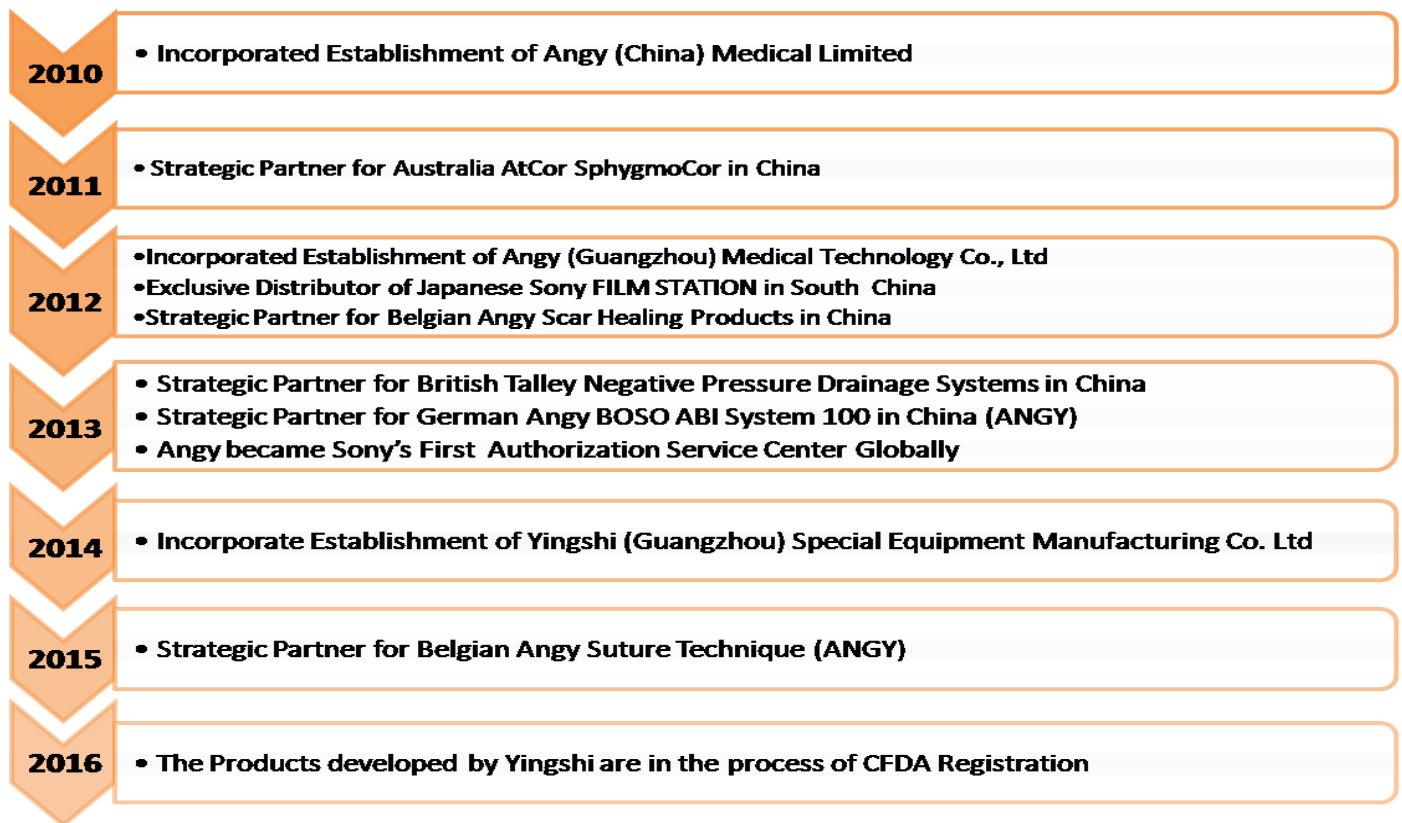 2010
• Incorporated Establishment of Angy (China) Medical Limited
2011
• Strategic Partner for Australia AtCor SphygmoCor in China
2012
•Incorporated Establishment of Angy (Guangzhou) Medical Technology Co., Ltd
•Exclusive Distributor of Japanese Sony FILM STATION in South China
•Strategic Partner for Belgian Angy Scar Healing Products in China
2013
• Strategic Partner for British Talley Negative Pressure Drainage Systems in China
• Strategic Partner for German Angy BOSO ABI System 100 in China (ANGY)
• Angy became Sony’s First Authorization Service Center Globally
2014
• Incorporate Establishment of Yingshi (Guangzhou) Special Equipment Manufacturing Co. Ltd
2015
• Strategic Partner for Belgian Angy Suture Technique (ANGY)
2016
• The Products developed by Yingshi are in the process of CFDA Registration